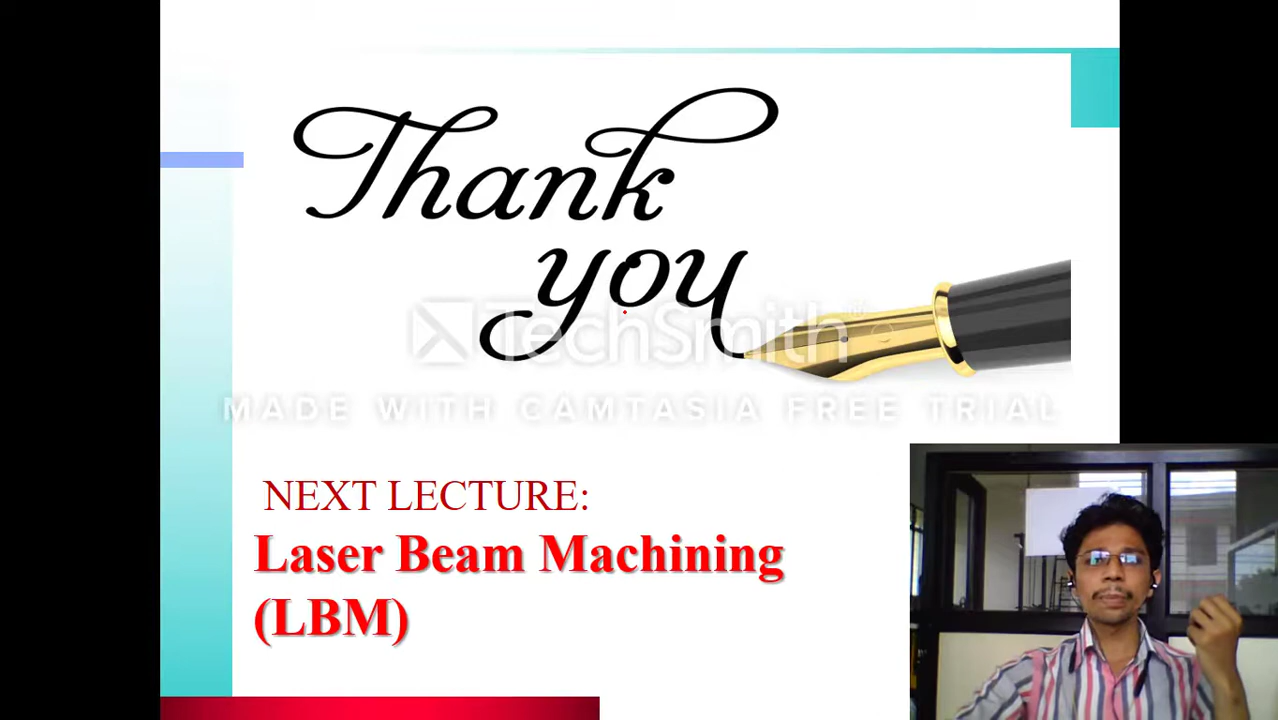 Thank
you
TechSmith
MADE WITH CAMTASIA FREE TRIAL
NEXT LECTURE:
Laser Beam Machining
(LBM)